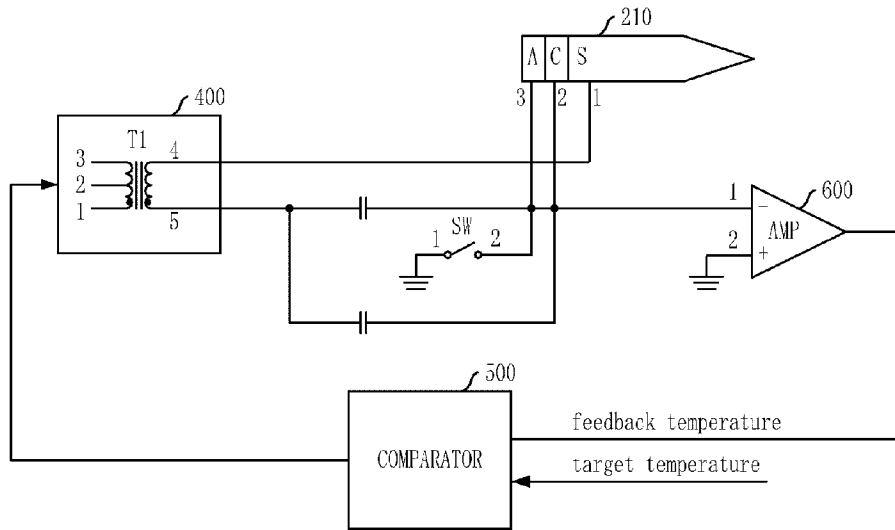 210
A C S
3 2 1
400
T1
3 4
2
1 5
1 600
SW
1 2
AMP
2
−
+
500
COMPARATOR
feedback temperature
target temperature